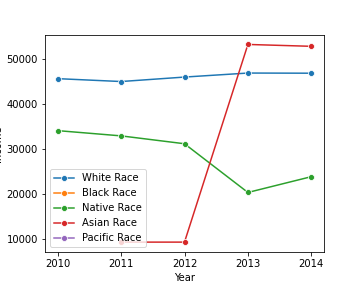 50000
40000
30000
20000
10000
White Race
Black Race
Native Race
Asian Race
Pacific Race
2010 2011 2012 2013 2014
Year